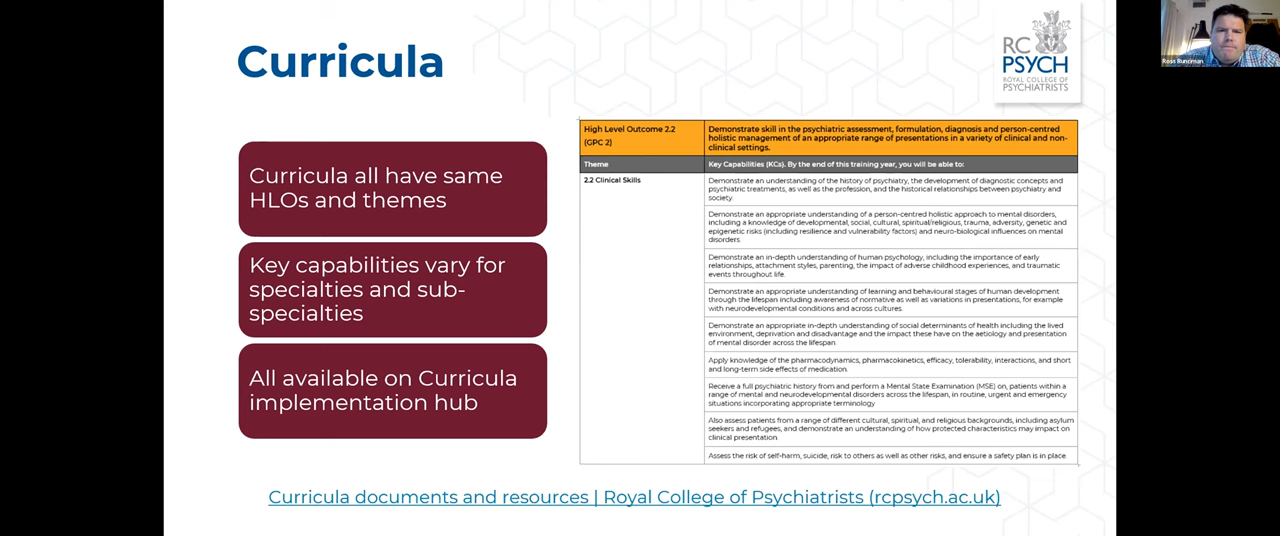 Curricula
RC
PSYCH
ROYAL COLLEGE OF
PSYCHIATRISTS
Ross Runciman
Curricula all have same
HLOs and themes
Key capabilities vary for
specialties and sub-
specialties
All available on Curricula
implementation hub
High Level Outcome 2.2
(GPC 2)
Demonstrate skill in the psychiatric assessment, formulation, diagnosis and person-centred
holistic management of an appropriate range of presentations in a variety of clinical and non-
clinical settings.
Theme
Key Capabilities (KCs). By the end of this training year, you will be able to:
2.2 Clinical Skills
Demonstrate an understanding of the history of psychiatry, the development of diagnostic concepts and
psychiatric treatments, as well as the profession, and the historical relationships between psychiatry and
society.
Demonstrate an appropriate understanding of a person-centred holistic approach to mental disorders,
including a knowledge of developmental, social, cultural, spiritual/religious, trauma, adversity, genetic and
epigenetic risks (including resilience and vulnerability factors) and neuro-biological influences on mental
disorders.
Demonstrate an in-depth understanding of human psychology, including the importance of early
relationships, attachment styles, parenting, the impact of adverse childhood experiences, and traumatic
events throughout life.
Demonstrate an appropriate understanding of learning and behavioural stages of human development
through the lifespan including awareness of normative as well as variations in presentations, for example
with neurodevelopmental conditions and across cultures.
Demonstrate an appropriate in-depth understanding of social determinants of health including the lived
environment, deprivation and disadvantage and the impact these have on the aetiology and presentation
of mental disorder across the lifespan.
Apply knowledge of the pharmacodynamics, pharmacokinetics, efficacy, tolerability, interactions, and short
and long-term side effects of medication.
Receive a full psychiatric history from and perform a Mental State Examination (MSE) on, patients within a
range of mental and neurodevelopmental disorders across the lifespan, in routine, urgent and emergency
situations incorporating appropriate terminology
Also assess patients from a range of different cultural, spiritual, and religious backgrounds, including asylum
seekers and refugees, and demonstrate an understanding of how protected characteristics may impact on
clinical presentation.
Assess the risk of self-harm, suicide, risk to others as well as other risks, and ensure a safety plan is in place.
Curricula documents and resources | Royal College of Psychiatrists (rcpsych.ac.uk)